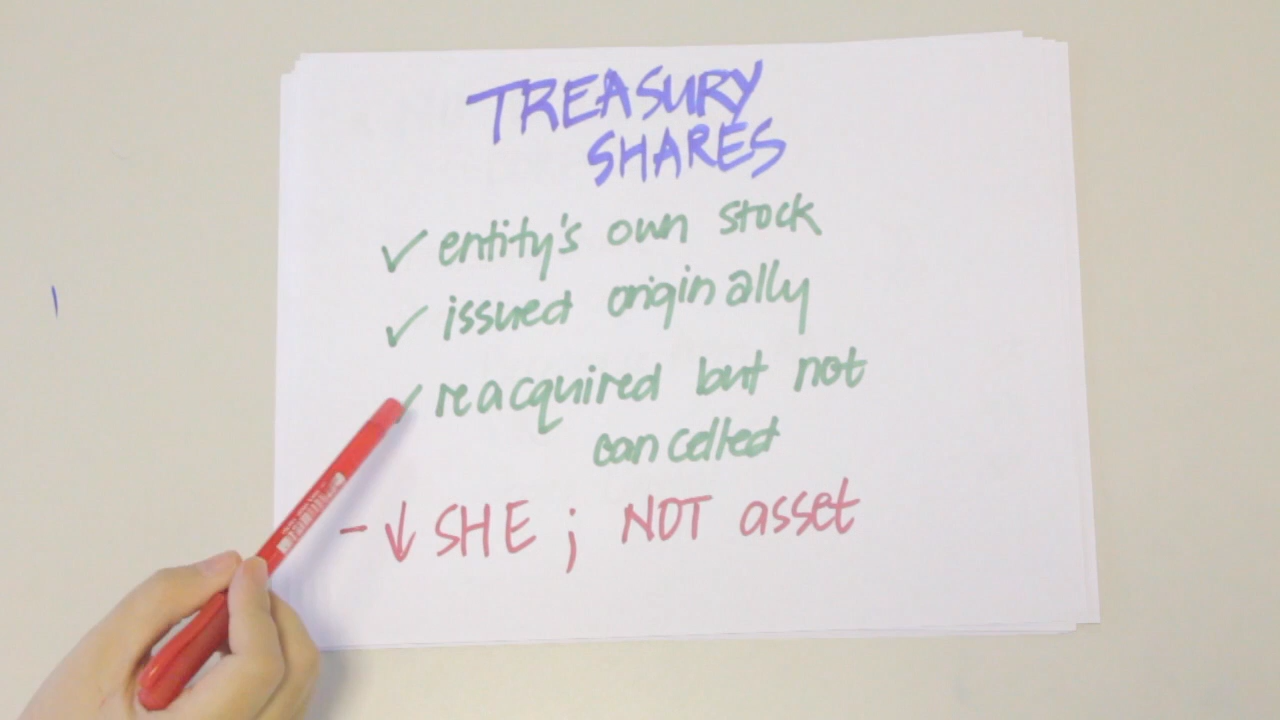 TREASURY
SHARES
✓ entity's own stock
✓ issued originally
✓ reacquired but not
cancelled
- ↓ SHE ; NOT asset